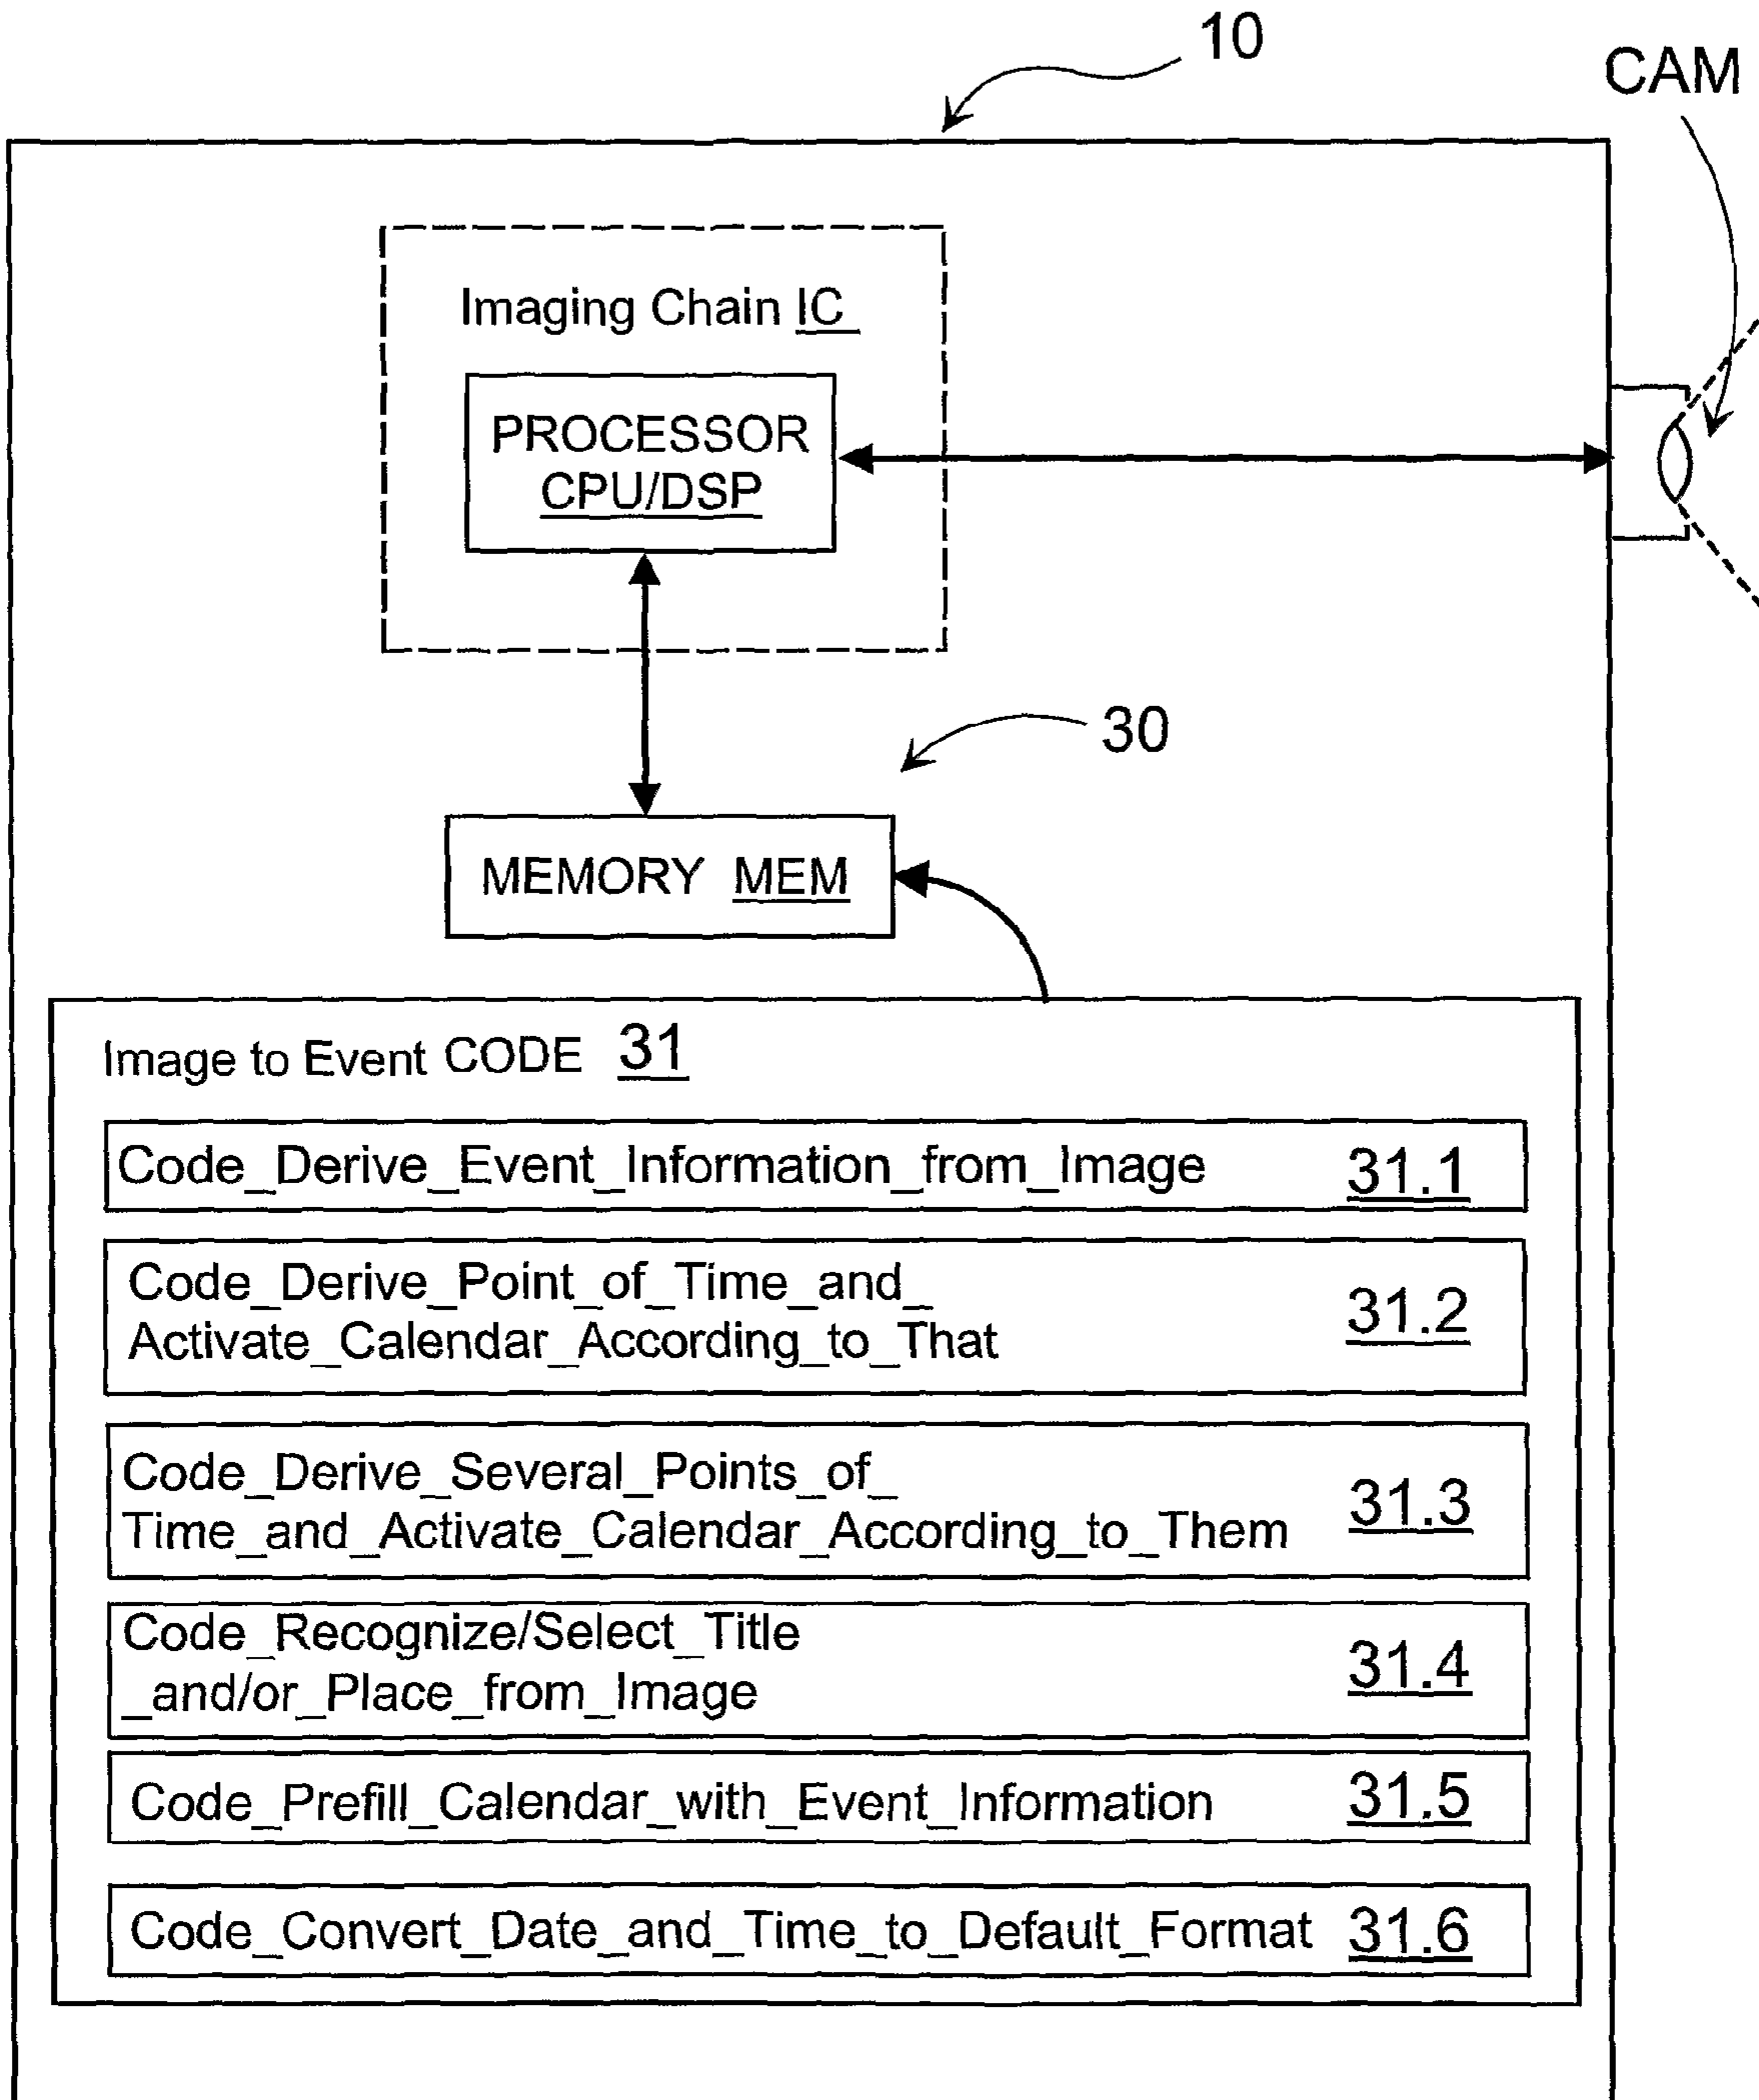 10
CAM
Imaging Chain IC
PROCESSOR
CPU/DSP
30
MEMORY MEM
Image to Event CODE 31
Code_Derive_Event_Information_from_Image 31.1
Code_Derive_Point_of_Time_and_
Activate_Calendar_According_to_That 31.2
Code_Derive_Several_Points_of_
Time_and_Activate_Calendar_According_to_Them 31.3
Code_Recognize/Select_Title
_and/or_Place_from_Image 31.4
Code_Prefill_Calendar_with_Event_Information 31.5
Code_Convert_Date_and_Time_to_Default_Format 31.6